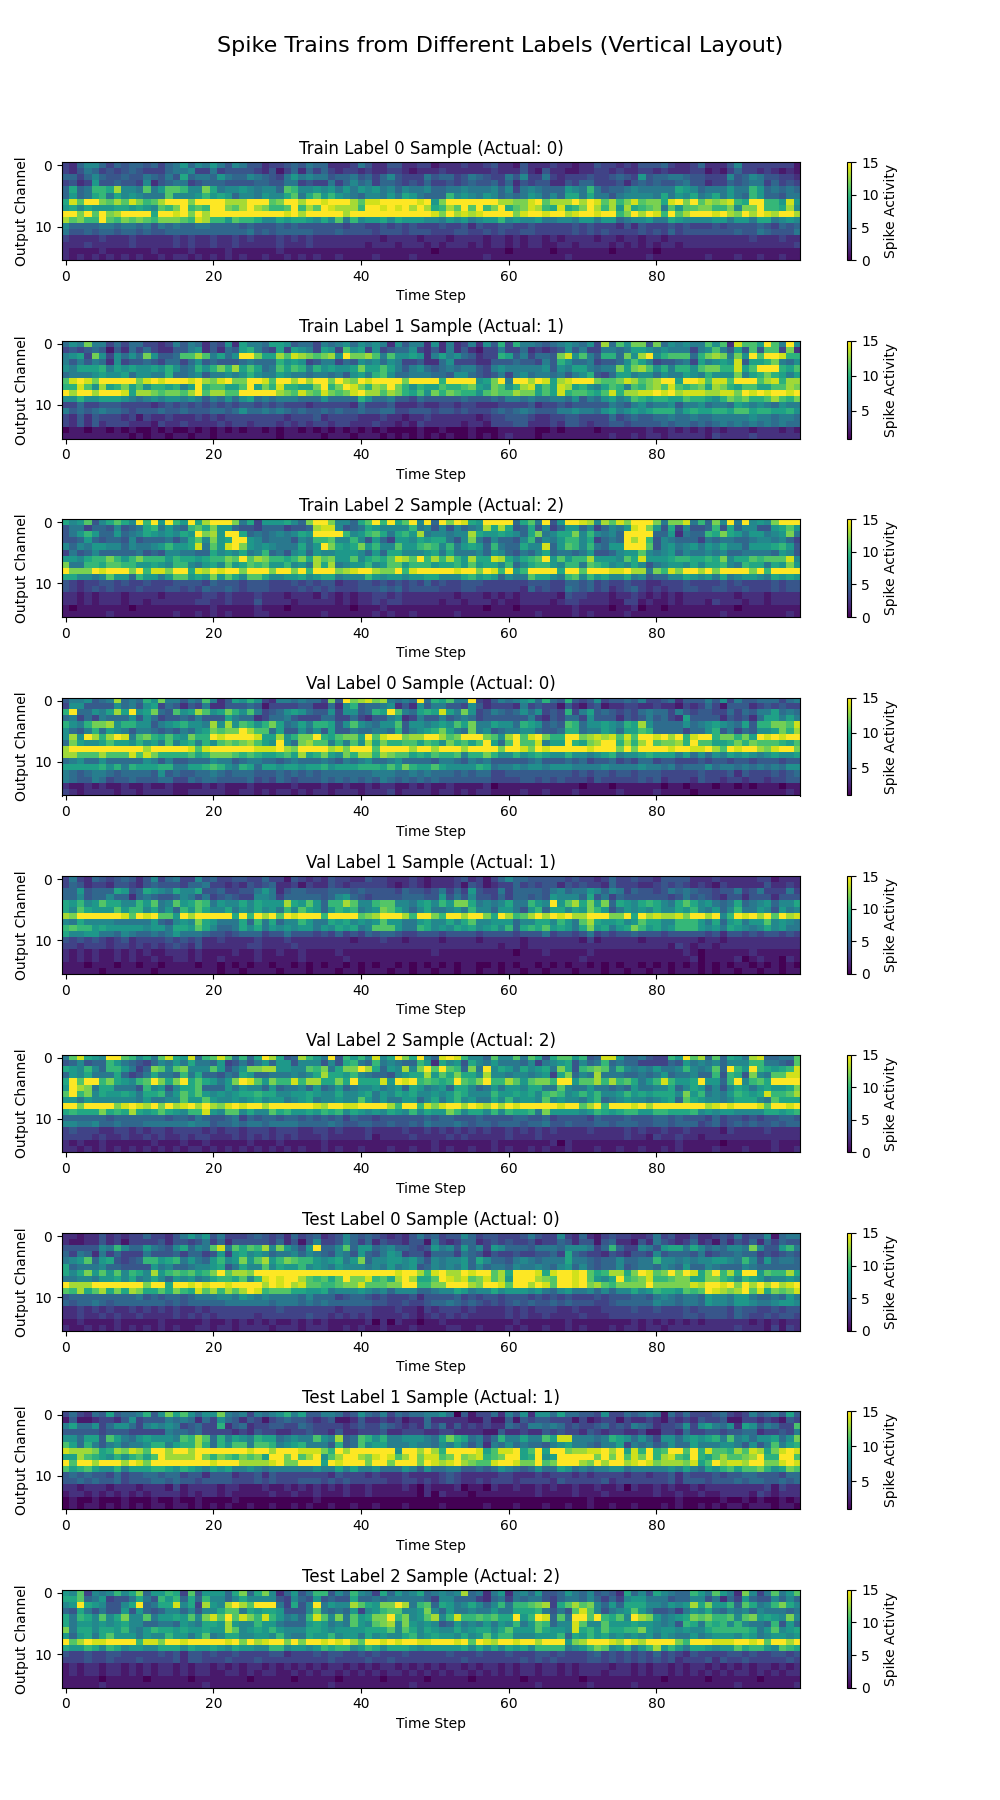 Spike Trains from Different Labels (Vertical Layout)
Train Label 0 Sample (Actual: 0)
Output Channel
0
10
0 20 40 60 80
Time Step
15
10
5
0
Spike Activity
Train Label 1 Sample (Actual: 1)
Output Channel
0
10
0 20 40 60 80
Time Step
15
10
5
Spike Activity
Train Label 2 Sample (Actual: 2)
Output Channel
0
10
0 20 40 60 80
Time Step
15
10
5
0
Spike Activity
Val Label 0 Sample (Actual: 0)
Output Channel
0
10
0 20 40 60 80
Time Step
15
10
5
Spike Activity
Val Label 1 Sample (Actual: 1)
Output Channel
0
10
0 20 40 60 80
Time Step
15
10
5
0
Spike Activity
Val Label 2 Sample (Actual: 2)
Output Channel
0
10
0 20 40 60 80
Time Step
15
10
5
0
Spike Activity
Test Label 0 Sample (Actual: 0)
Output Channel
0
10
0 20 40 60 80
Time Step
15
10
5
0
Spike Activity
Test Label 1 Sample (Actual: 1)
Output Channel
0
10
0 20 40 60 80
Time Step
15
10
5
Spike Activity
Test Label 2 Sample (Actual: 2)
Output Channel
0
10
0 20 40 60 80
Time Step
15
10
5
0
Spike Activity